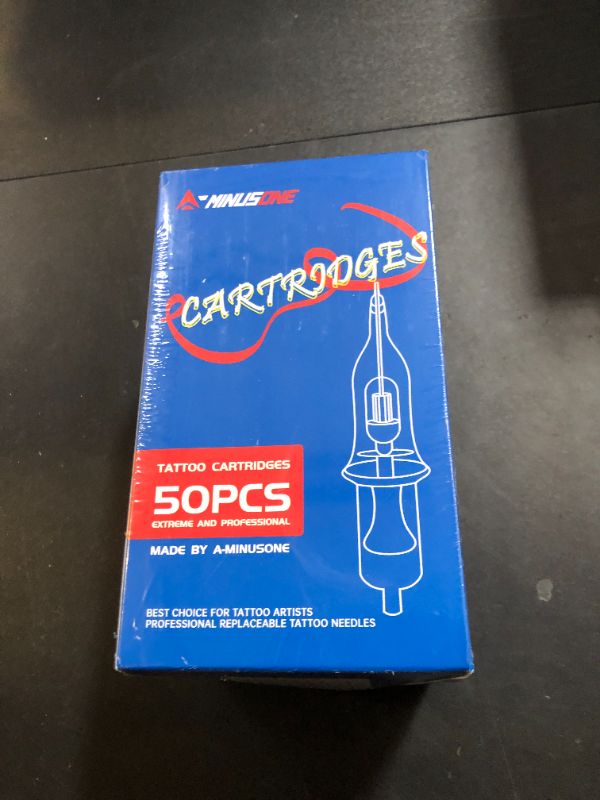 A-MINUSONE
CARTRIDGES
TATTOO CARTRIDGES
50PCS
EXTREME AND PROFESSIONAL
MADE BY A-MINUSONE
BEST CHOICE FOR TATTOO ARTISTS
PROFESSIONAL REPLACEABLE TATTOO NEEDLES